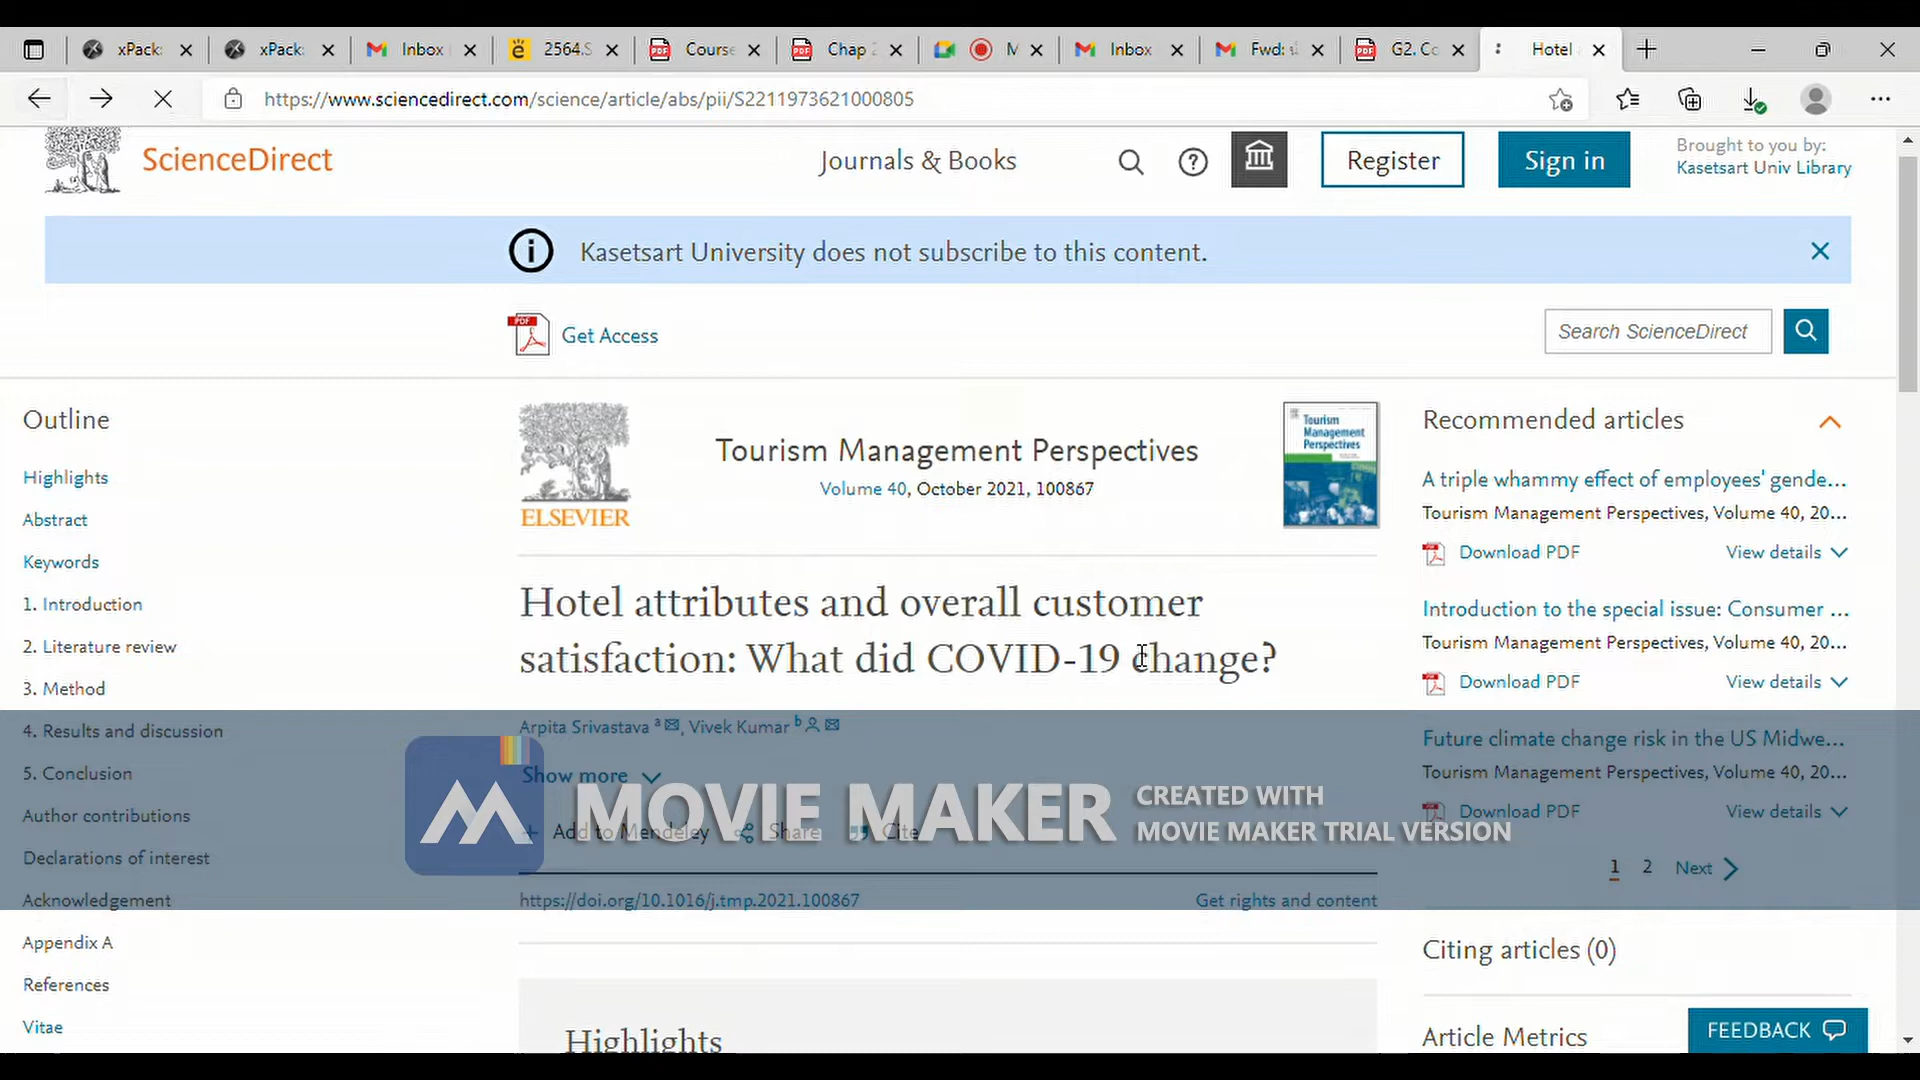 xPack:
xPack:
Inbox
2564.S
Course
Chap 2
M
Inbox
Fwd:
G2. Co
Hotel
https://www.sciencedirect.com/science/article/abs/pii/S2211973621000805
ScienceDirect
Journals & Books
Register
Sign in
Brought to you by:
Kasetsart Univ Library
Kasetsart University does not subscribe to this content.
PDF
Get Access
Search ScienceDirect
Outline
Highlights
Abstract
Keywords
1. Introduction
2. Literature review
3. Method
4. Results and discussion
5. Conclusion
Author contributions
Declarations of interest
Acknowledgement
Appendix A
References
Vitae
ELSEVIER
Tourism Management Perspectives
Volume 40, October 2021, 100867
Tourism
Management
Perspectives
Hotel attributes and overall customer
satisfaction: What did COVID-19 change?
Arpita Srivastava a, Vivek Kumar b
Show more
Add to Mendeley
Share
Cite
MOVIE MAKER
CREATED WITH
MOVIE MAKER TRIAL VERSION
https://doi.org/10.1016/j.tmp.2021.100867
Get rights and content
Highlights
Recommended articles
A triple whammy effect of employees' gende...
Tourism Management Perspectives, Volume 40, 20...
Download PDF
View details
Introduction to the special issue: Consumer ...
Tourism Management Perspectives, Volume 40, 20...
Download PDF
View details
Future climate change risk in the US Midwe...
Tourism Management Perspectives, Volume 40, 20...
Download PDF
View details
1 2 Next
Citing articles (0)
Article Metrics
FEEDBACK